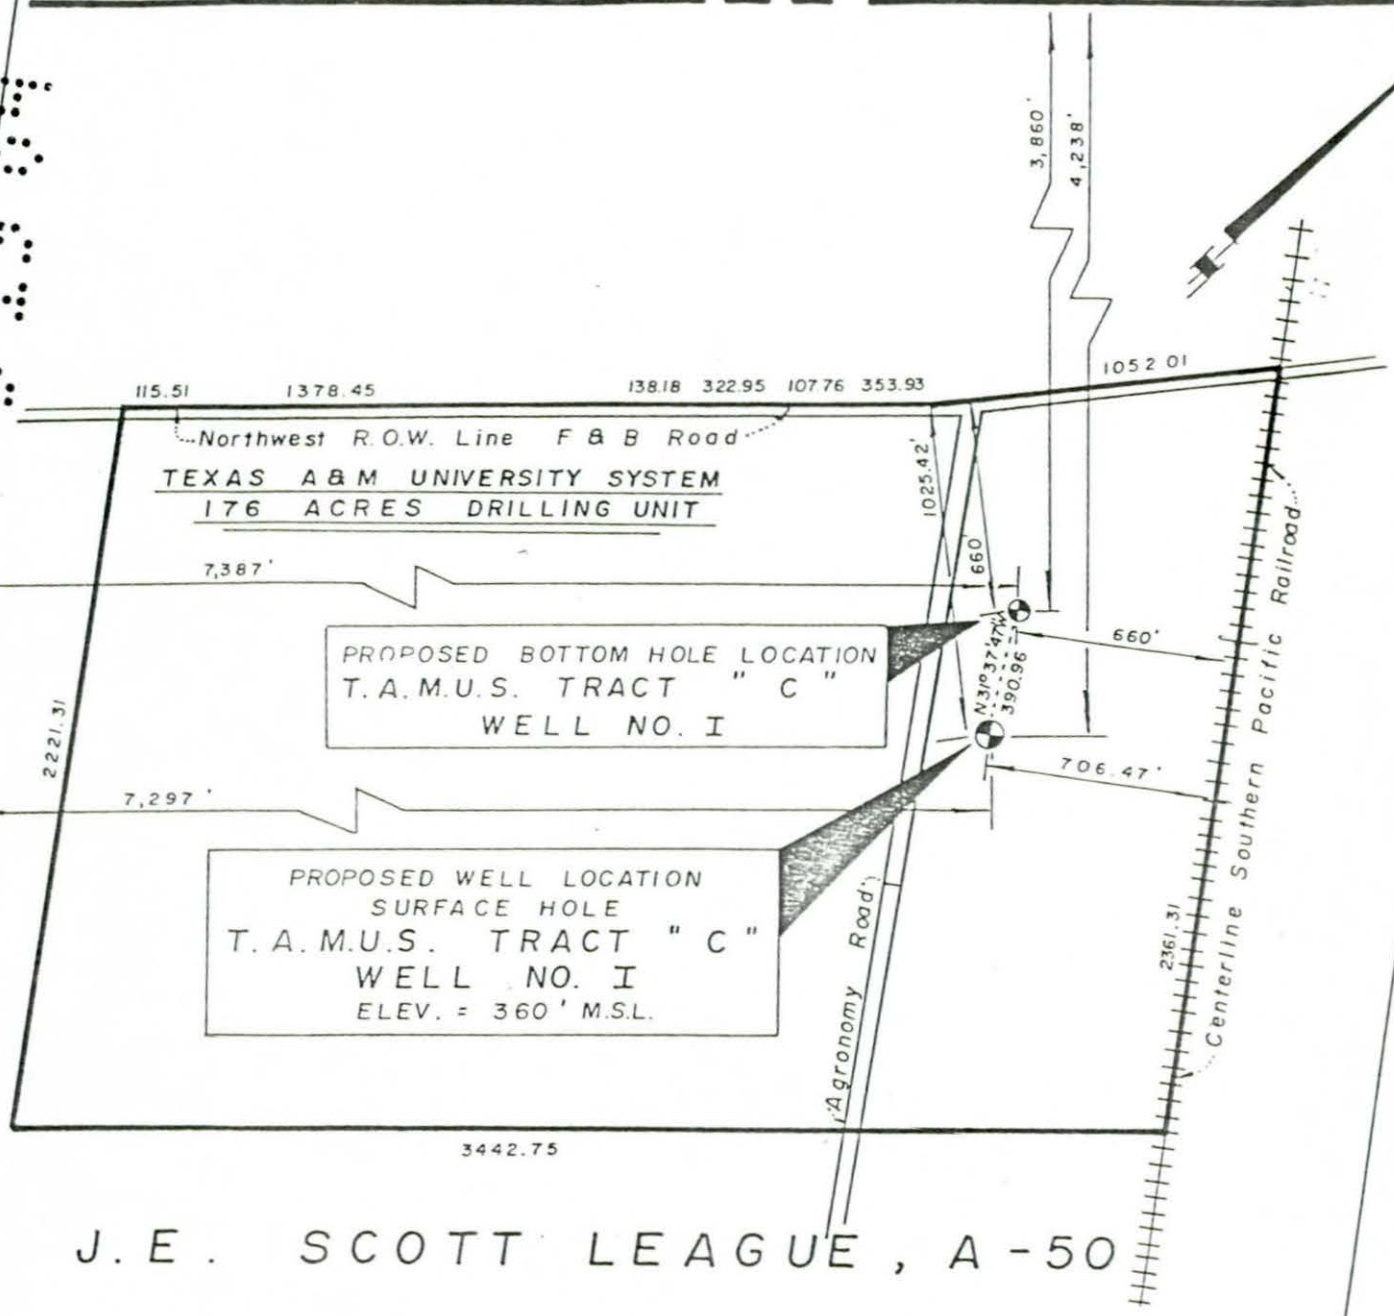 3,860'
4,238'
1052 01
115.51 1378.45 138.18 322.95 107.76 353.93
Northwest R.O.W. Line F & B Road
TEXAS A&M UNIVERSITY SYSTEM
176 ACRES DRILLING UNIT
1025.42'
660'
7,387'
N31°37'47"W
390.96
660'
PROPOSED BOTTOM HOLE LOCATION
T.A.M.U.S. TRACT "C"
WELL NO. I
2221.31
706.47'
7,297'
PROPOSED WELL LOCATION
SURFACE HOLE
T.A.M.U.S. TRACT "C"
WELL NO. I
ELEV. = 360' M.S.L.
Agronomy Road
2361.31
Centerline Southern Pacific Railroad
3442.75
J.E. SCOTT LEAGUE, A-50